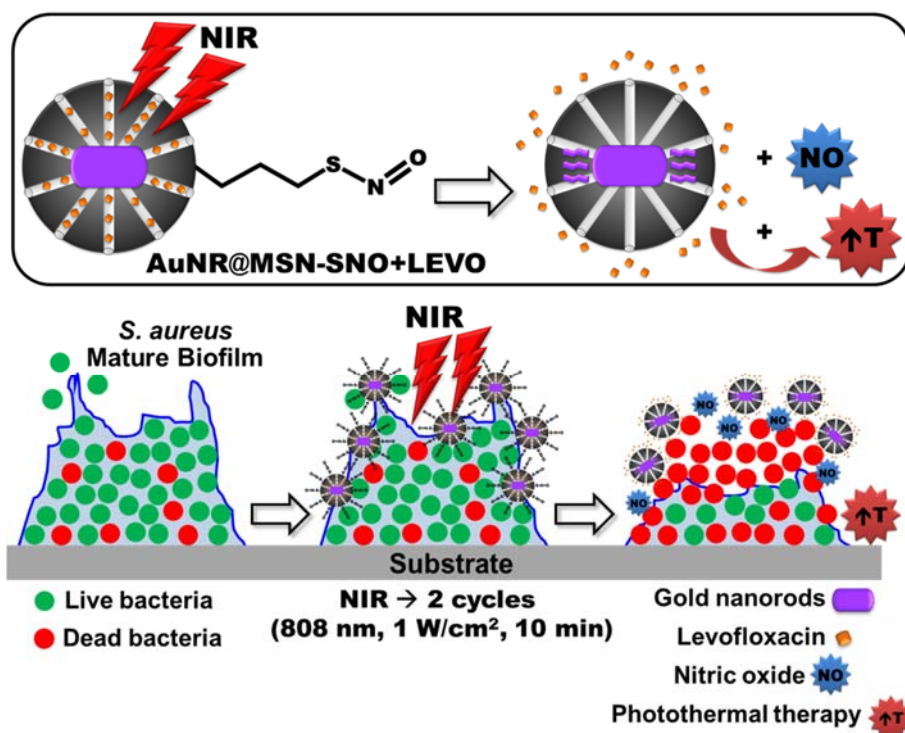 NIR
S
N
O
AuNR@MSN-SNO+LEVO
+
NO
+
↑T
S. aureus
Mature Biofilm
NIR
NO
NO
NO
NO
NO
↑T
Substrate
Live bacteria
Dead bacteria
NIR → 2 cycles
(808 nm, 1 W/cm², 10 min)
Gold nanorods
Levofloxacin
Nitric oxide NO
Photothermal therapy ↑T